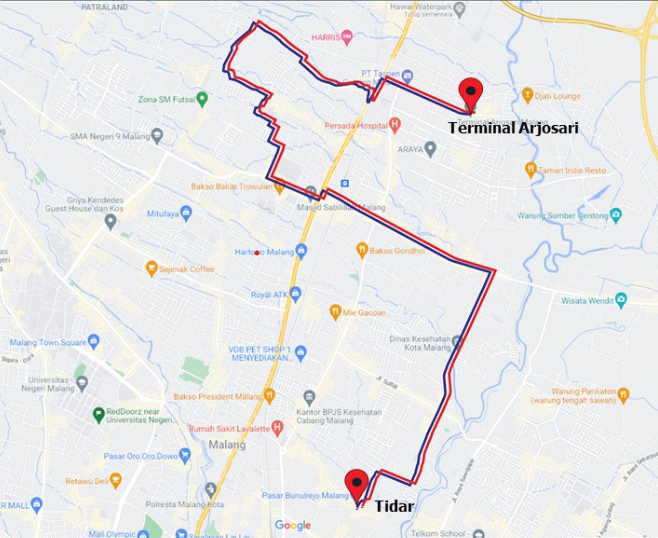 PATRALAND
Hawai Waterpark
Tutup sementara
HARRIS
PT Taspen
Djati Lounge
Zona SM Futsal
Terminal Arjosari
Persada Hospital
SMA Negeri 9 Malang
ARAYA
Taman Indie Resto
Bakso Bakar Trowulan
Griya Kendedes
Guest House dan Kos
Masjid Sabilillah Malang
Mitufaya
Warung Sumber Gentong
Hartono Malang
Bakso Gondhol
Sejenak Coffee
Royal ATK
Wisata Wendit
Mie Gacoan
Dinas Kesehatan
Kota Malang
Malang Town Square
VDB PET SHOP 1
MENYEDIAKAN...
Jl. Sulfat
Universitas
Negeri Malang
Bakso President Malang
Warung Parikaton
(warung tengah sawah)
RedDoorz near
Universitas Negeri...
Kantor BPJS Kesehatan
Cabang Malang
Rumah Sakit Lavalette
Malang
Pasar Oro Oro Dowo
Retawu Deli
Polresta Malang Kota
Pasar Bunulrejo Malang
Tidar
Google
Mall Olympic
Telkom School -